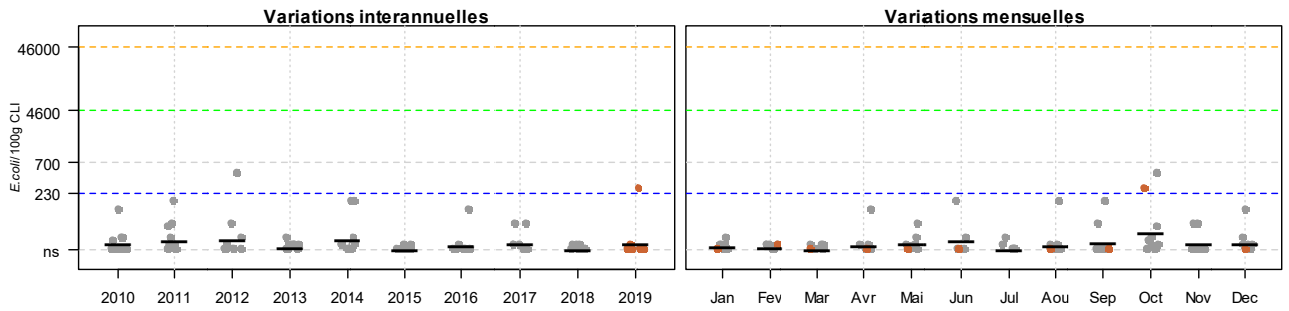 Variations interannuelles
Variations mensuelles
E.coli/100g CLI
46000
4600
700
230
ns
2010 2011 2012 2013 2014 2015 2016 2017 2018 2019
Jan Fev Mar Avr Mai Jun Jul Aou Sep Oct Nov Dec